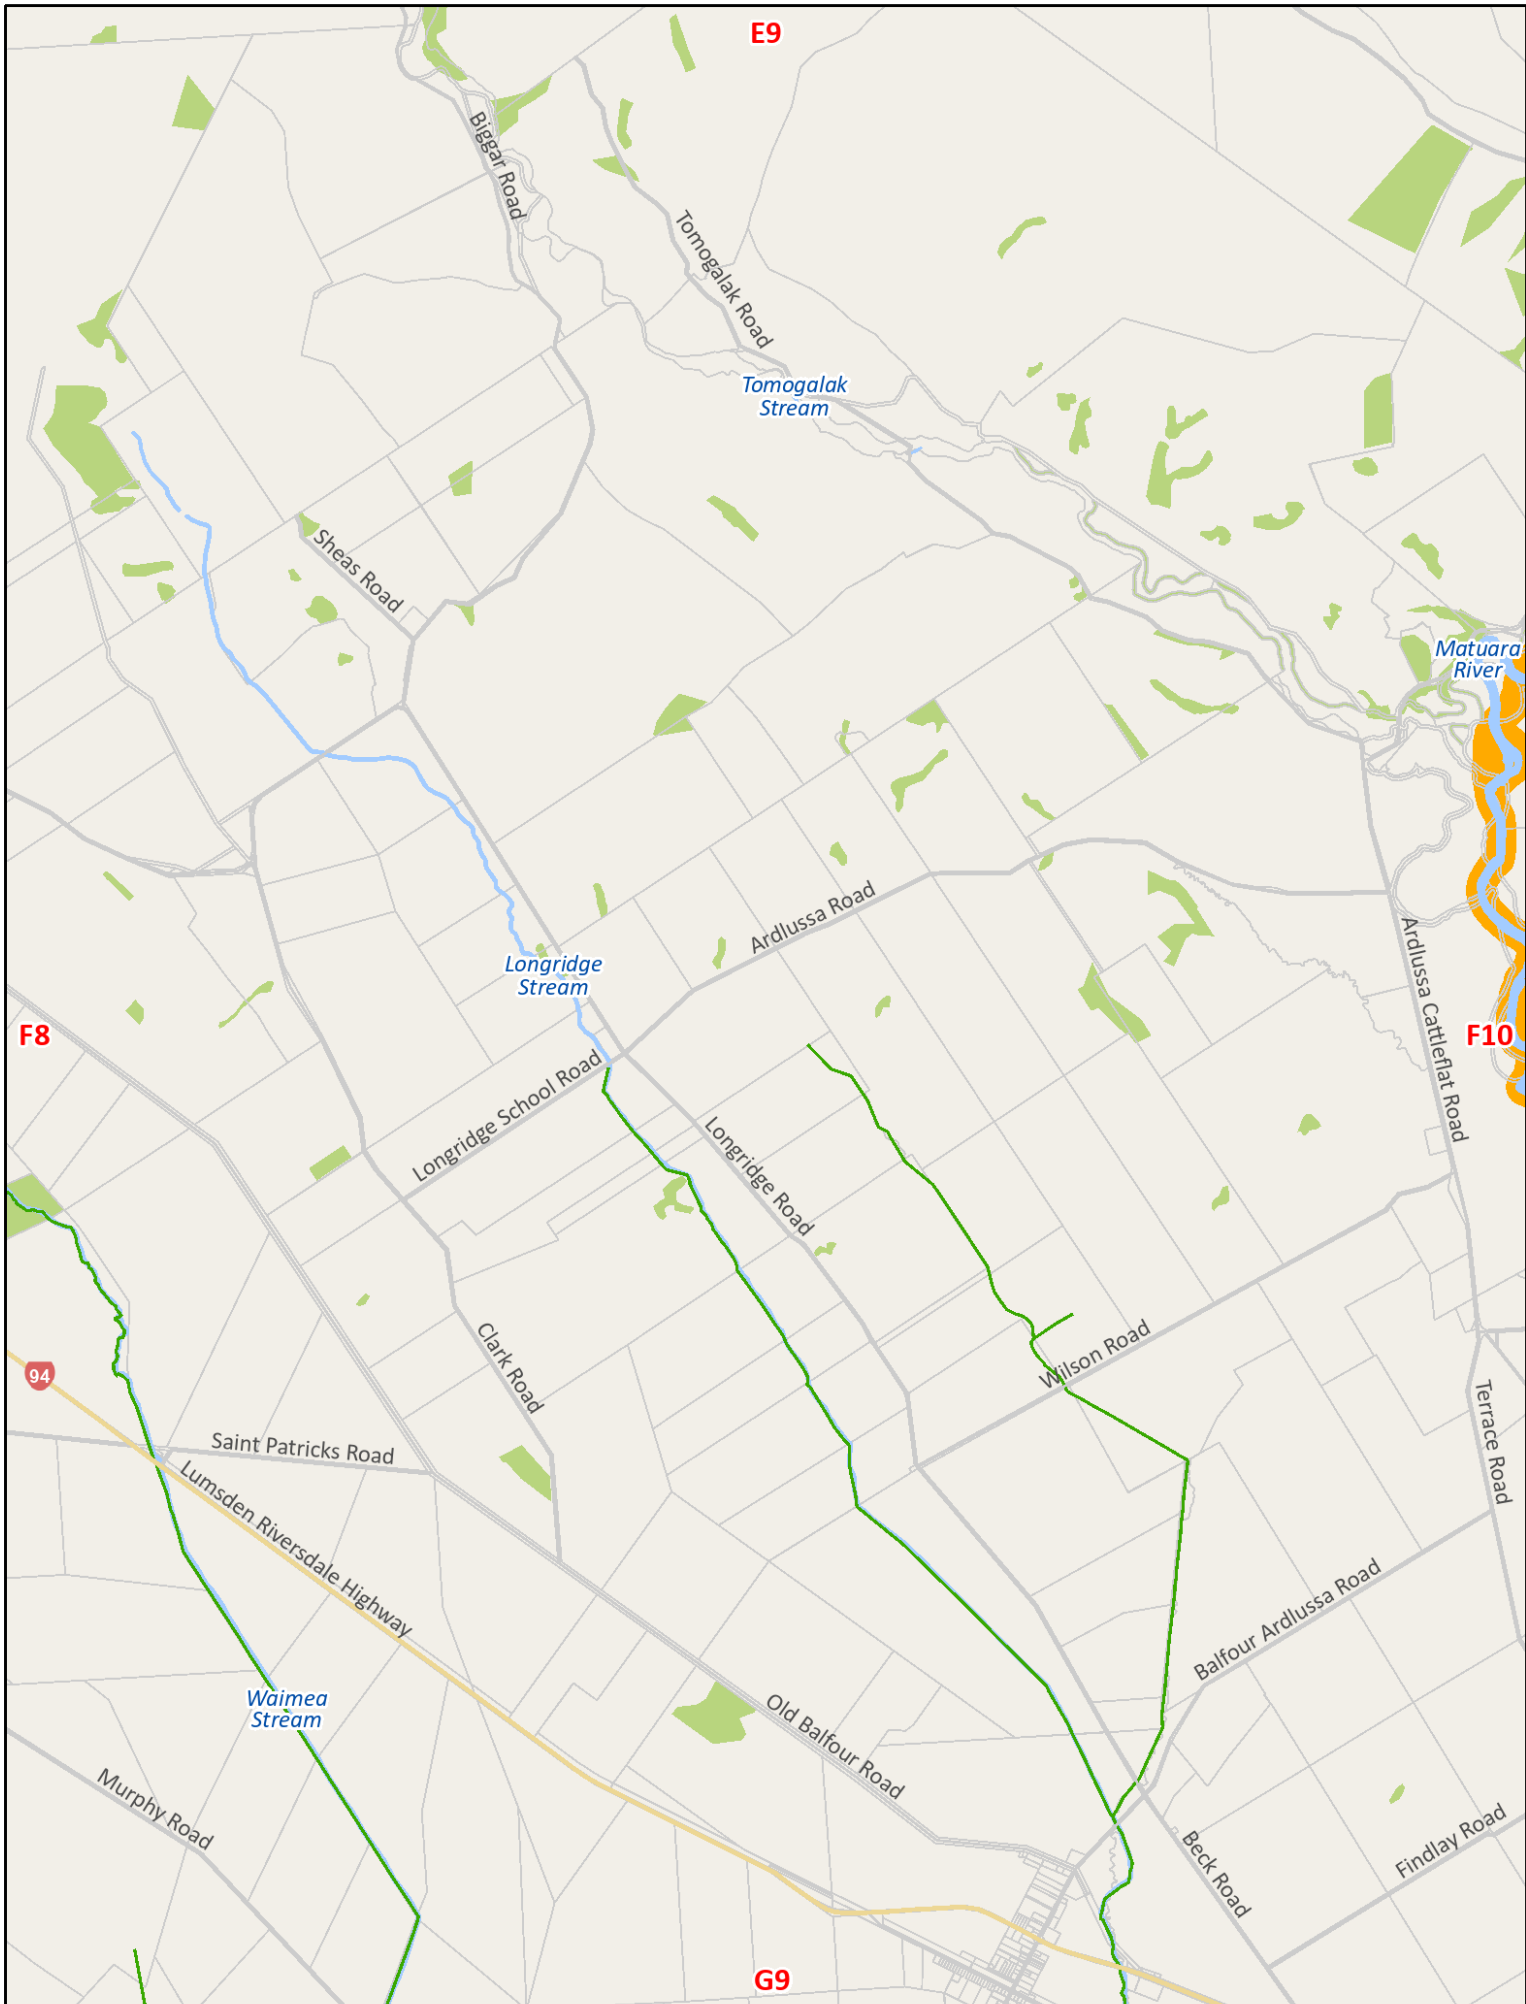 E9
Biggar Road
Tomogalak Road
Tomogalak
Stream
Sheas Road
Matuara
River
Ardlussa Road
Longridge
Stream
Ardlussa Cattleflat Road
F8
F10
Longridge School Road
Longridge Road
Wilson Road
Clark Road
94
Terrace Road
Saint Patricks Road
Lumsden Riversdale Highway
Balfour Ardlussa Road
Waimea
Stream
Old Balfour Road
Murphy Road
Beck Road
Findlay Road
G9